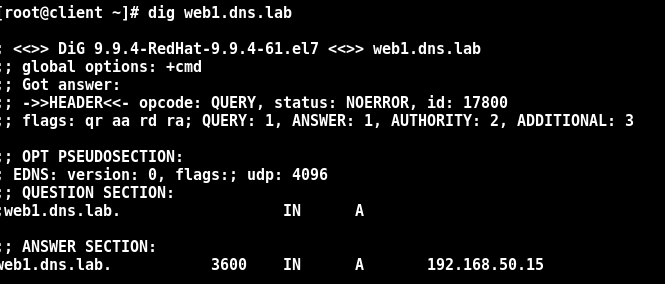 [root@client ~]# dig web1.dns.lab
; <<>> DiG 9.9.4-RedHat-9.9.4-61.el7 <<>> web1.dns.lab
;; global options: +cmd
;; Got answer:
;; ->>HEADER<<- opcode: QUERY, status: NOERROR, id: 17800
;; flags: qr aa rd ra; QUERY: 1, ANSWER: 1, AUTHORITY: 2, ADDITIONAL: 3
;; OPT PSEUDOSECTION:
; EDNS: version: 0, flags:; udp: 4096
;; QUESTION SECTION:
;web1.dns.lab. IN A
;; ANSWER SECTION:
web1.dns.lab. 3600 IN A 192.168.50.15